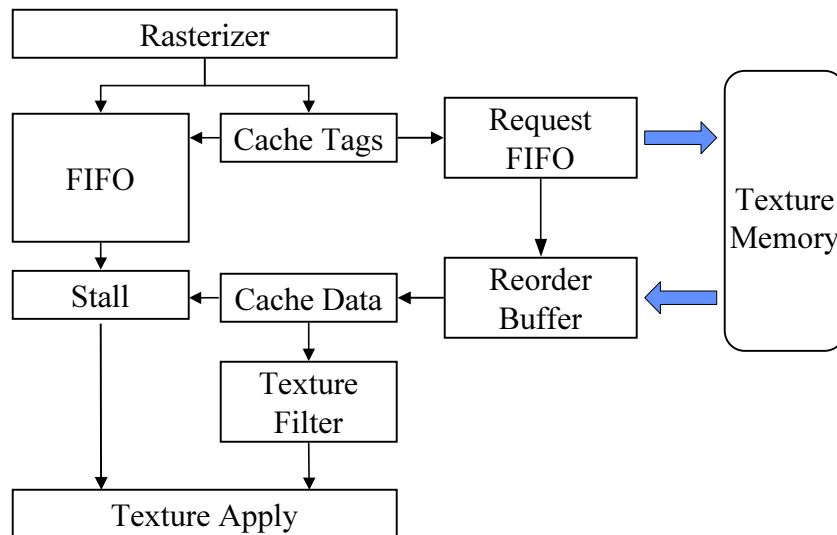 Rasterizer
FIFO
Cache Tags
Request
FIFO
Texture
Memory
Stall
Cache Data
Reorder
Buffer
Texture
Filter
Texture Apply